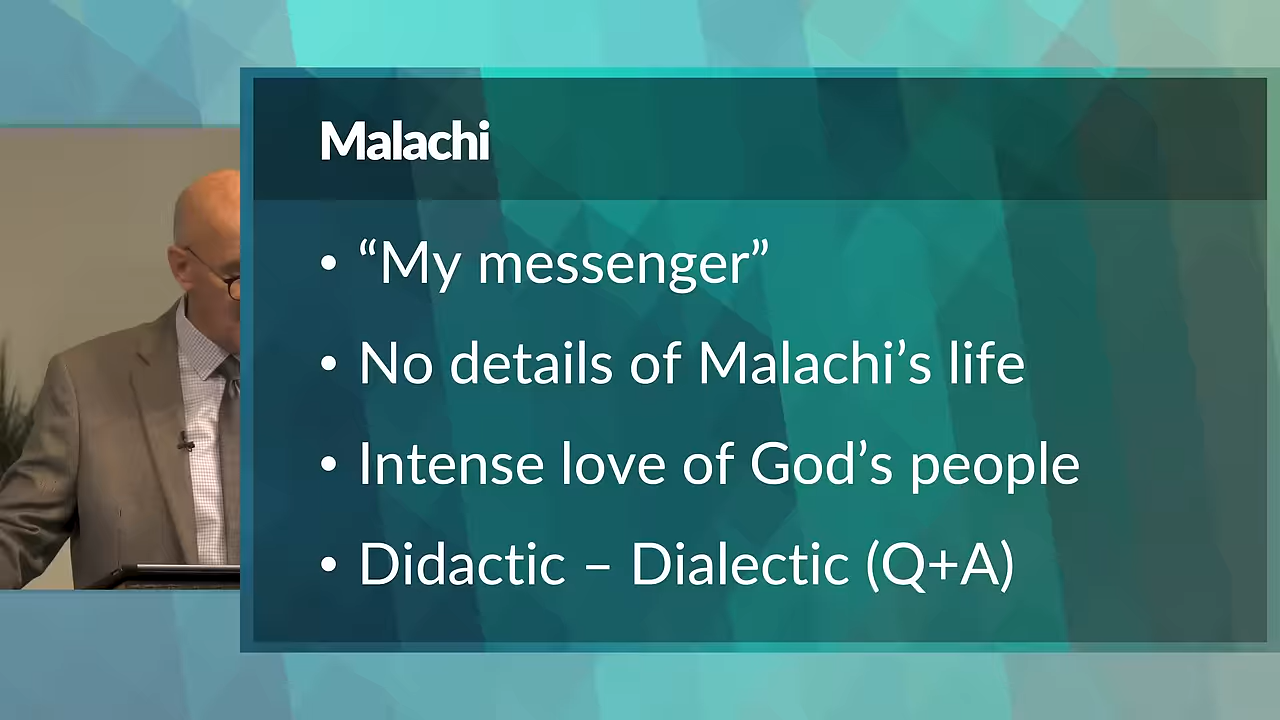 Malachi
• “My messenger”
• No details of Malachi’s life
• Intense love of God’s people
• Didactic – Dialectic (Q+A)